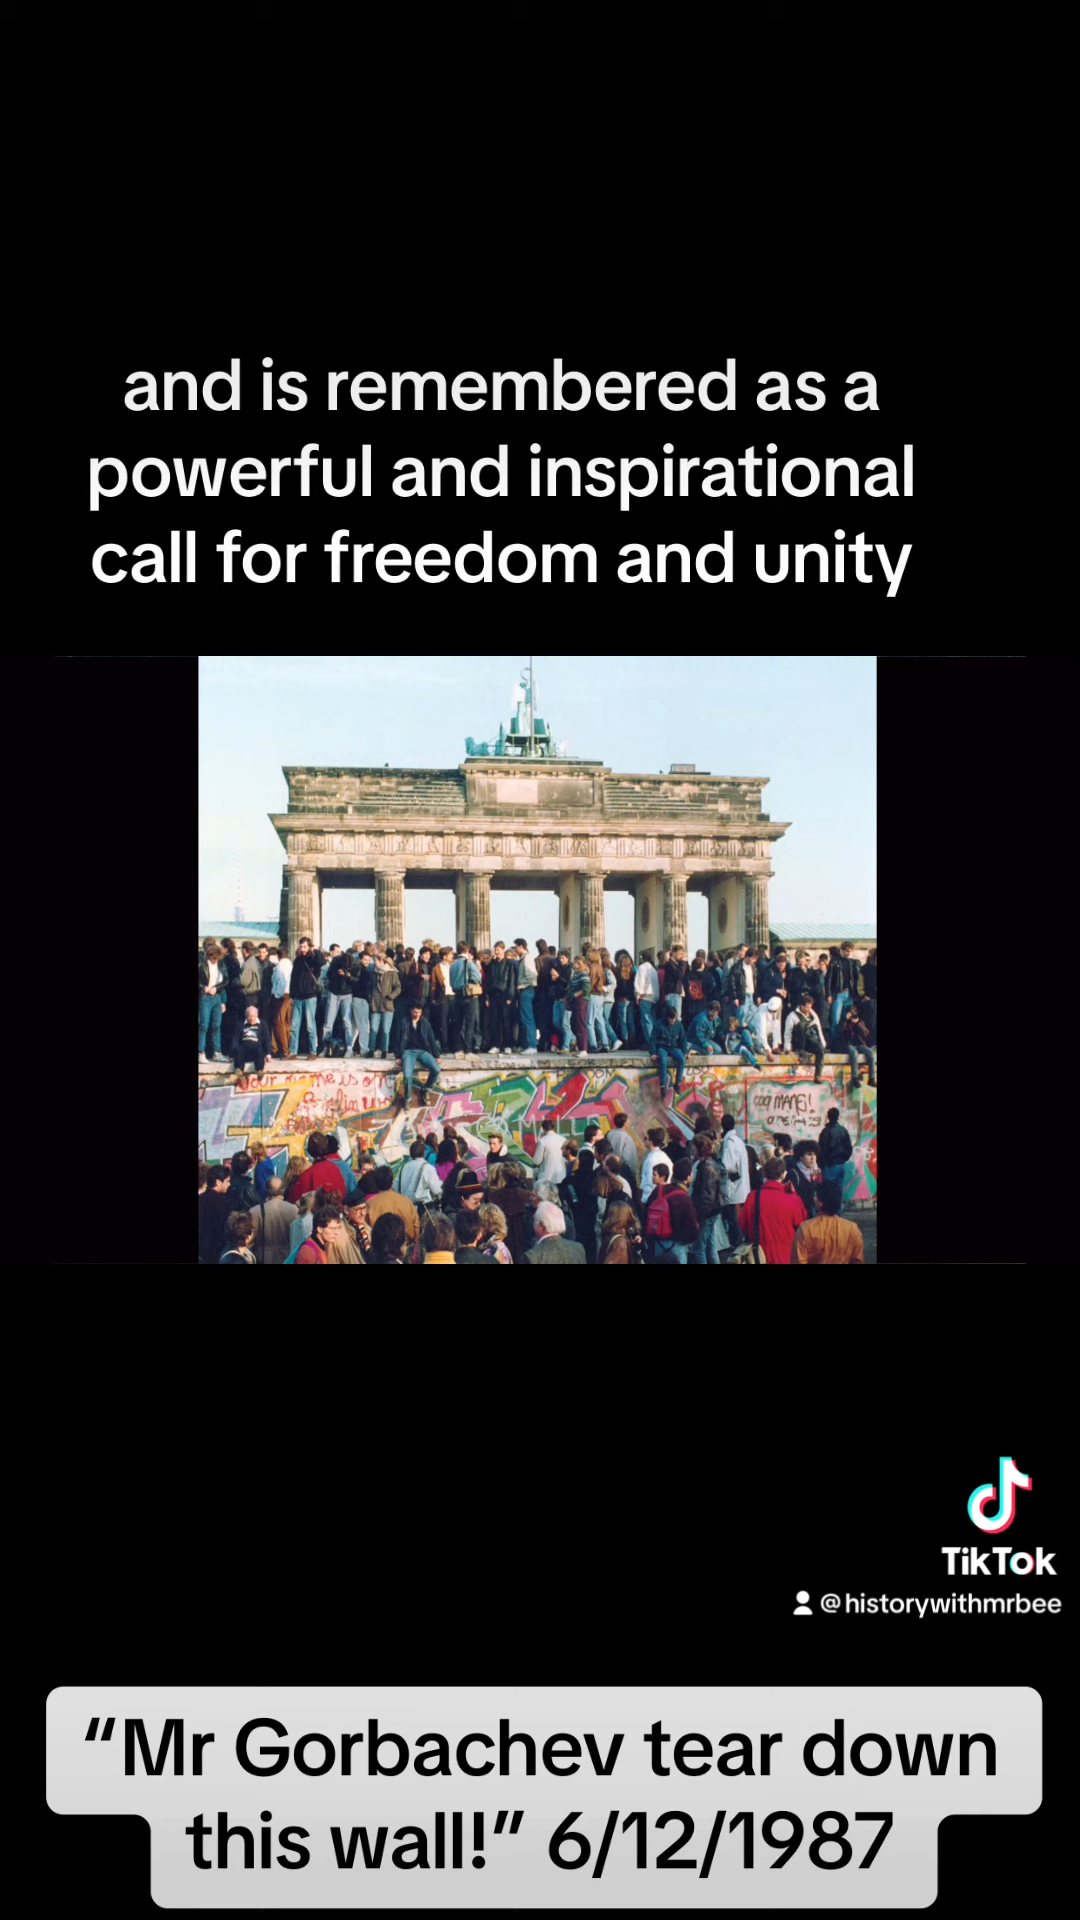 and is remembered as a
powerful and inspirational
call for freedom and unity
TikTok
@historywithmrbee
“Mr Gorbachev tear down
this wall!” 6/12/1987